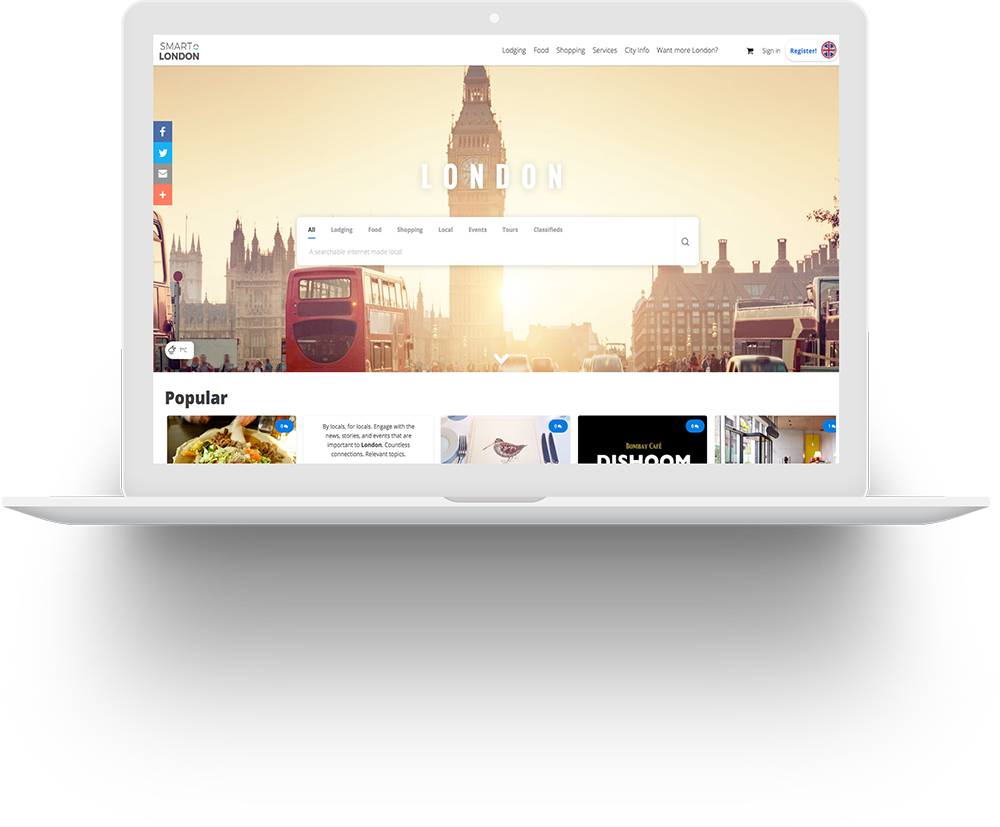 SMART
LONDON
Lodging Food Shopping Services City Info Want more London? Sign in Register!
LONDON
All Lodging Food Shopping Local Events Tours Classifieds
A searchable internet made local
7°C
Popular
0
By locals, for locals. Engage with the
news, stories, and events that are
important to London. Countless
connections. Relevant topics.
0
0
BOMBAY CAFÉ
DISHOOM
1